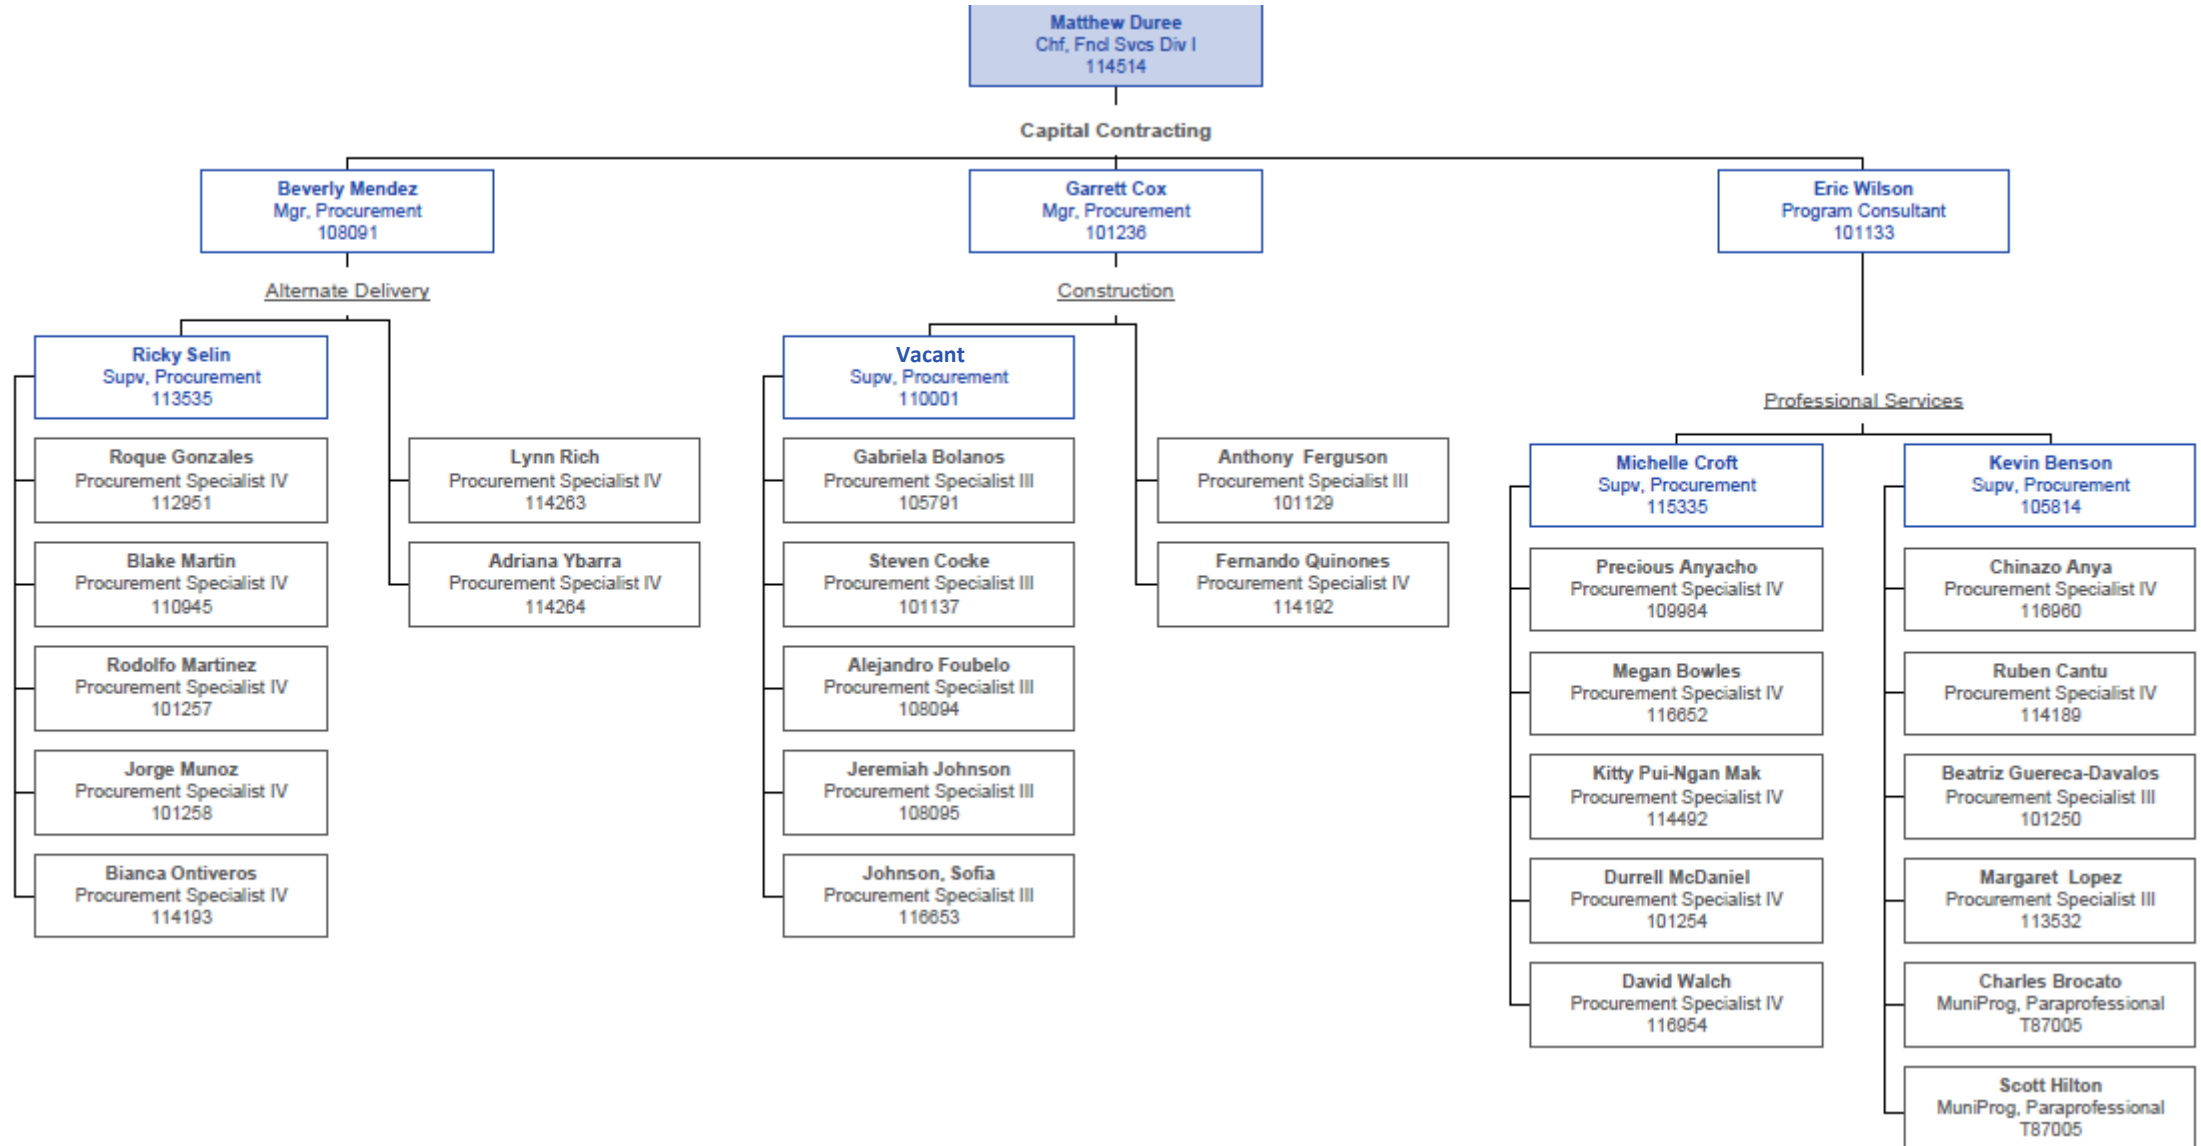 Matthew Duree
Chf, Fncl Svcs Div I
114514
Capital Contracting
Beverly Mendez
Mgr, Procurement
108091
Garrett Cox
Mgr, Procurement
101236
Eric Wilson
Program Consultant
101133
Alternate Delivery
Ricky Selin
Supv, Procurement
113535
Roque Gonzales
Procurement Specialist IV
112951
Blake Martin
Procurement Specialist IV
110945
Rodolfo Martinez
Procurement Specialist IV
101257
Jorge Munoz
Procurement Specialist IV
101258
Bianca Ontiveros
Procurement Specialist IV
114193
Lynn Rich
Procurement Specialist IV
114263
Adriana Ybarra
Procurement Specialist IV
114264
Construction
Vacant
Supv, Procurement
110001
Gabriela Bolanos
Procurement Specialist III
105791
Steven Cocke
Procurement Specialist III
101137
Alejandro Foubelo
Procurement Specialist III
108094
Jeremiah Johnson
Procurement Specialist III
108095
Johnson, Sofia
Procurement Specialist III
116653
Anthony Ferguson
Procurement Specialist III
101129
Fernando Quinones
Procurement Specialist IV
114192
Professional Services
Michelle Croft
Supv, Procurement
115335
Precious Anyacho
Procurement Specialist IV
109984
Megan Bowles
Procurement Specialist IV
116652
Kitty Pui-Ngan Mak
Procurement Specialist IV
114492
Durrell McDaniel
Procurement Specialist IV
101254
David Walch
Procurement Specialist IV
116954
Kevin Benson
Supv, Procurement
105814
Chinazo Anya
Procurement Specialist IV
116960
Ruben Cantu
Procurement Specialist IV
114189
Beatriz Guereca-Davalos
Procurement Specialist III
101250
Margaret Lopez
Procurement Specialist III
113532
Charles Brocato
MuniProg, Paraprofessional
T87005
Scott Hilton
MuniProg, Paraprofessional
T87005